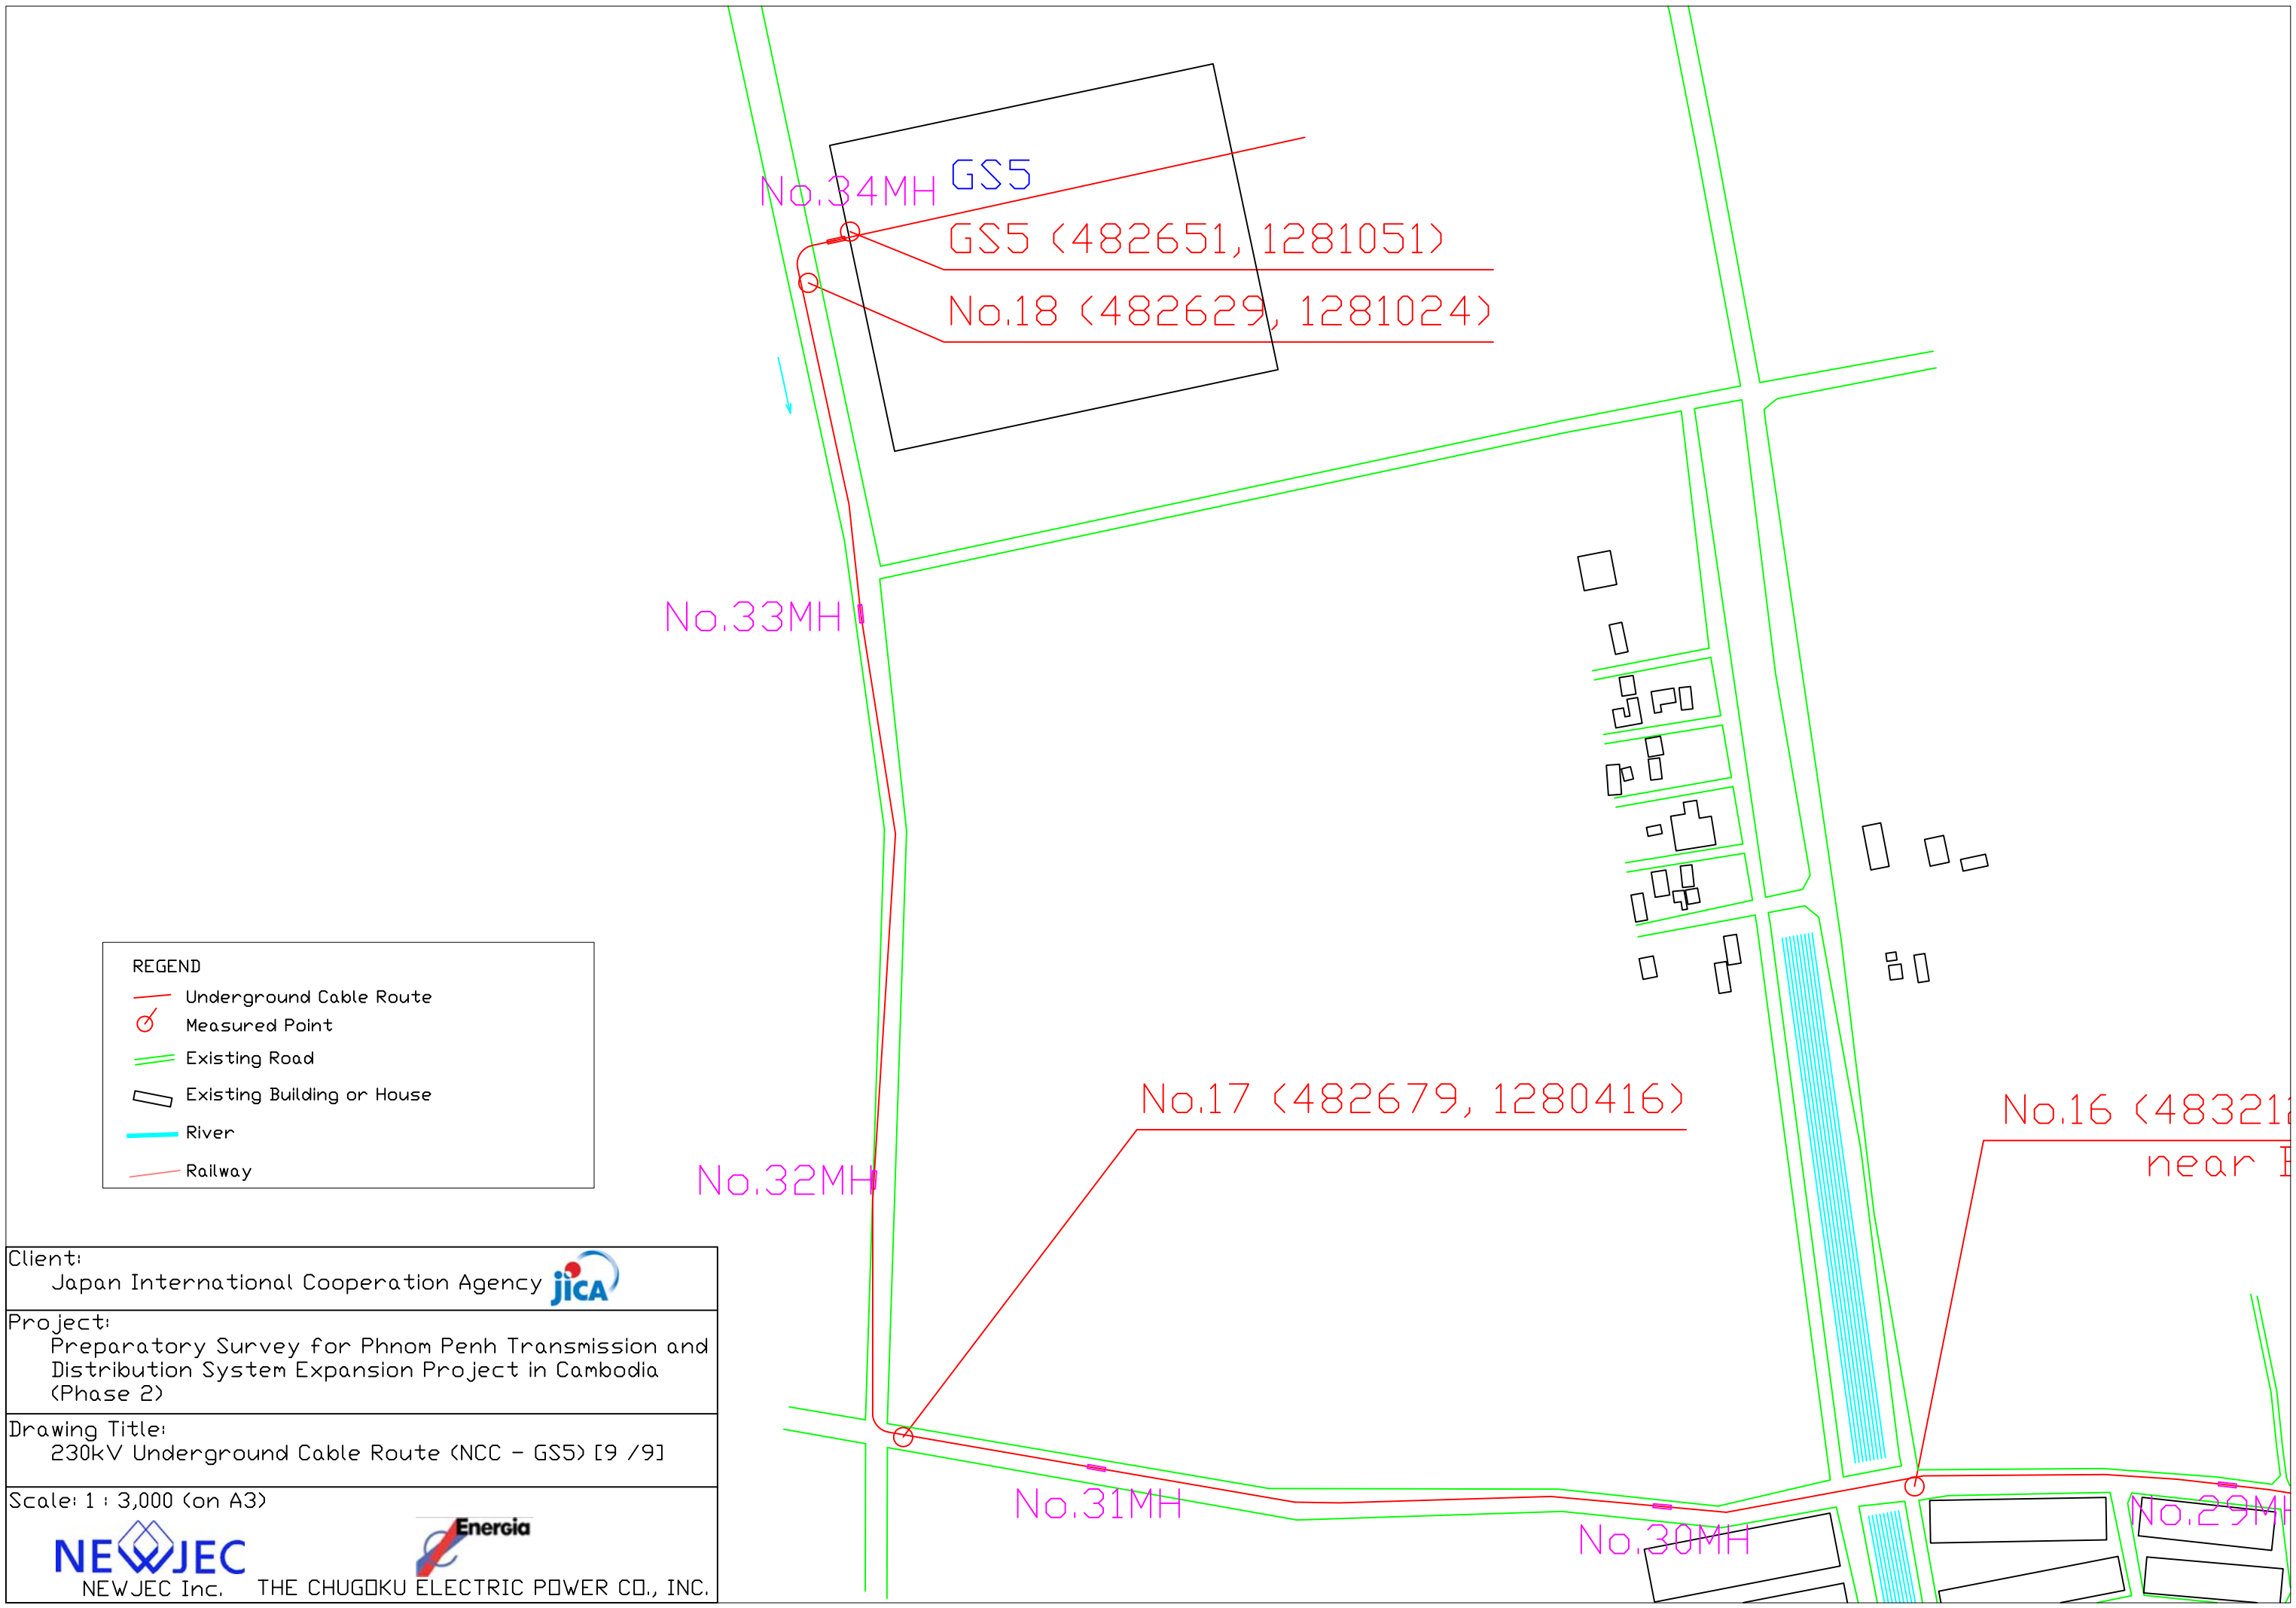 No.34MH
GS5
GS5 (482651, 1281051)
No.18 (482629, 1281024)
No.33MH
No.17 (482679, 1280416)
No.16 (48321
near
No.32MH
No.31MH
No.30MH
No.29MH
REGEND
Underground Cable Route
Measured Point
Existing Road
Existing Building or House
River
Railway
Client:
Japan International Cooperation Agency
JICA
Project:
Preparatory Survey for Phnom Penh Transmission and
Distribution System Expansion Project in Cambodia
(Phase 2)
Drawing Title:
230kV Underground Cable Route (NCC - GS5) [9 /9]
Scale: 1 : 3,000 (on A3)
NEWJEC
Energia
NEWJEC Inc.
THE CHUGOKU ELECTRIC POWER CO., INC.